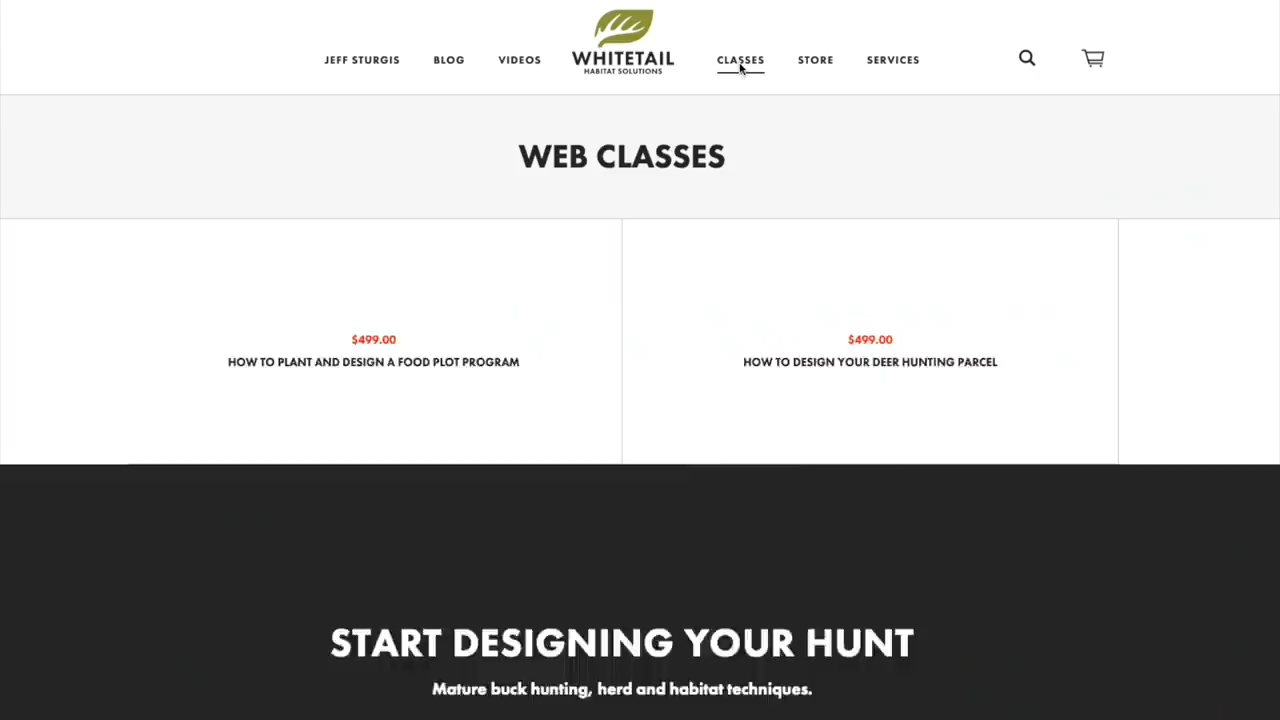 JEFF STURGIS BLOG VIDEOS WHITETAIL CLASSES STORE SERVICES
HABITAT SOLUTIONS
WEB CLASSES
$499.00
HOW TO PLANT AND DESIGN A FOOD PLOT PROGRAM
$499.00
HOW TO DESIGN YOUR DEER HUNTING PARCEL
START DESIGNING YOUR HUNT
Mature buck hunting, herd and habitat techniques.